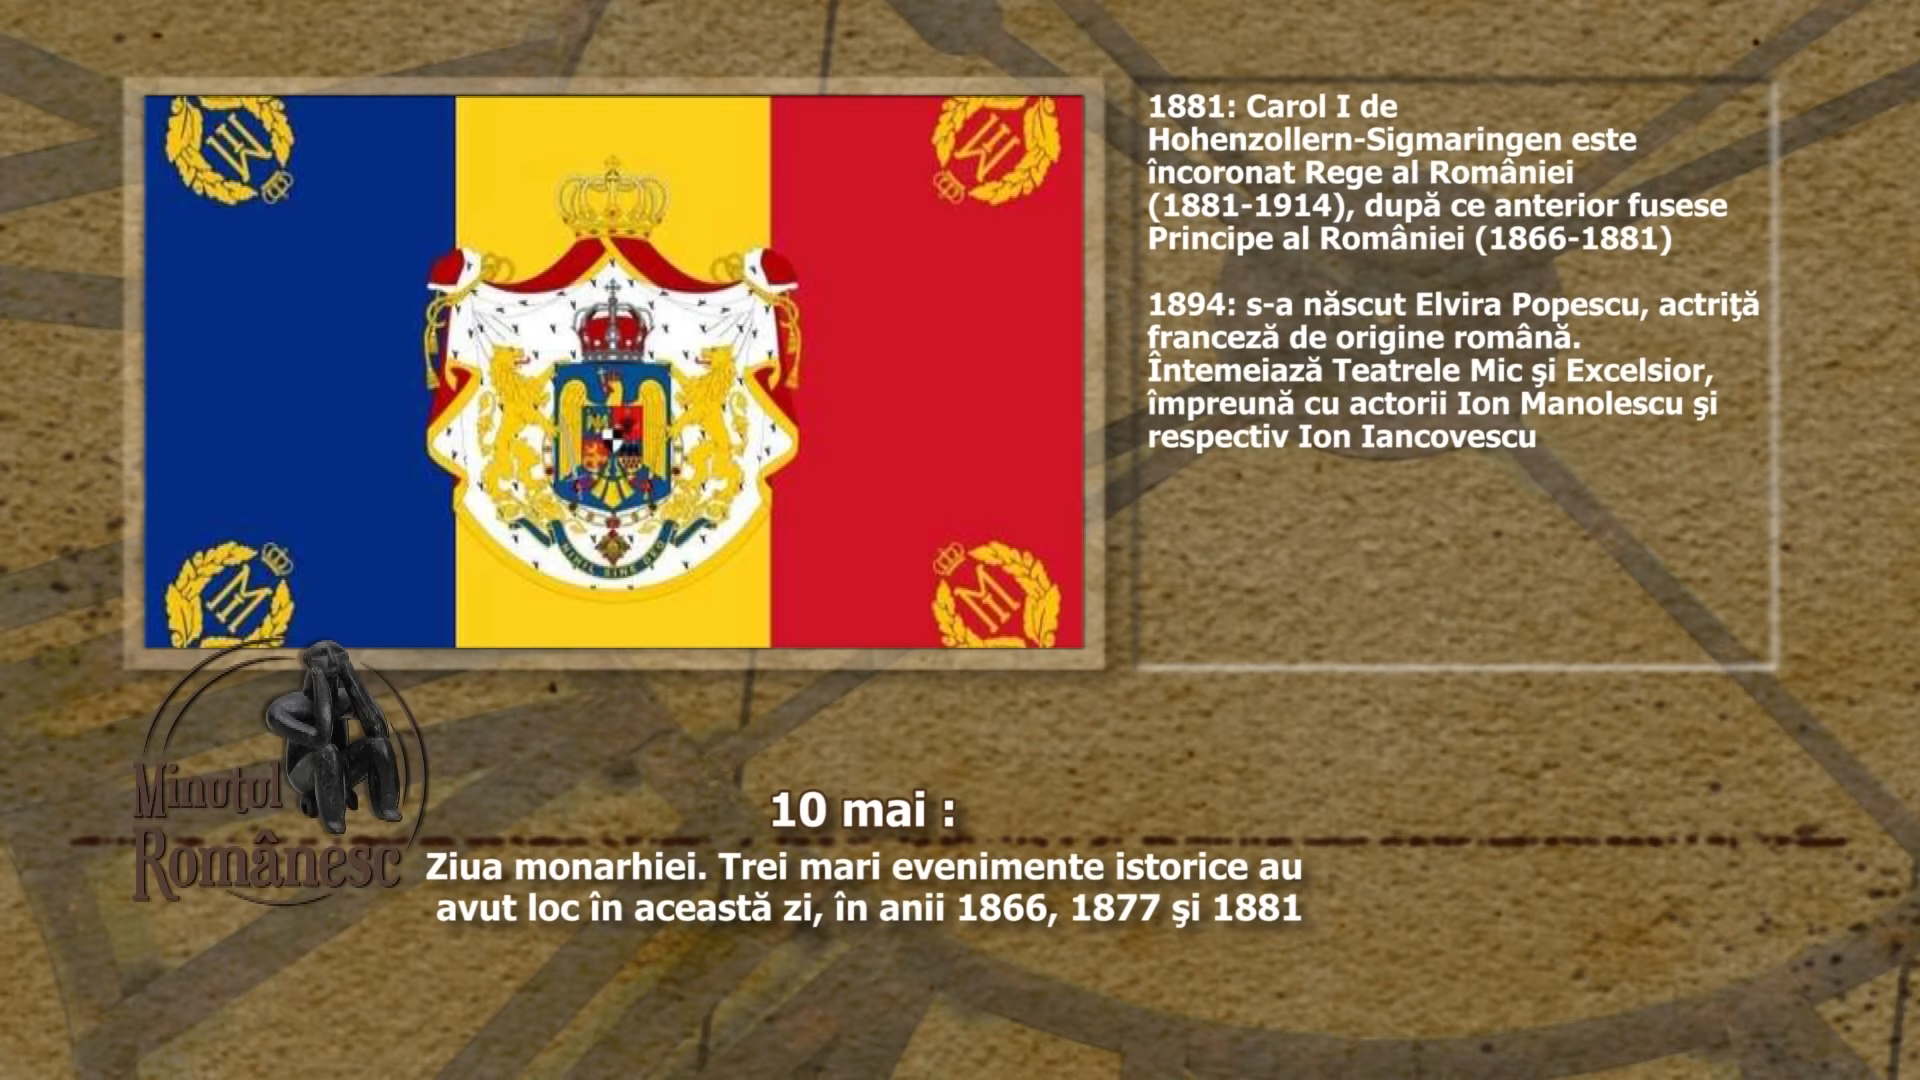 1881: Carol I de
Hohenzollern-Sigmaringen este
încoronat Rege al României
(1881-1914), după ce anterior fusese
Principe al României (1866-1881)
1894: s-a născut Elvira Popescu, actriţă
franceză de origine română.
Întemeiază Teatrele Mic şi Excelsior,
împreună cu actorii Ion Manolescu şi
respectiv Ion Iancovescu
NIHIL SINE DEO
Minutul
Românesc
10 mai :
Ziua monarhiei. Trei mari evenimente istorice au
avut loc în această zi, în anii 1866, 1877 şi 1881